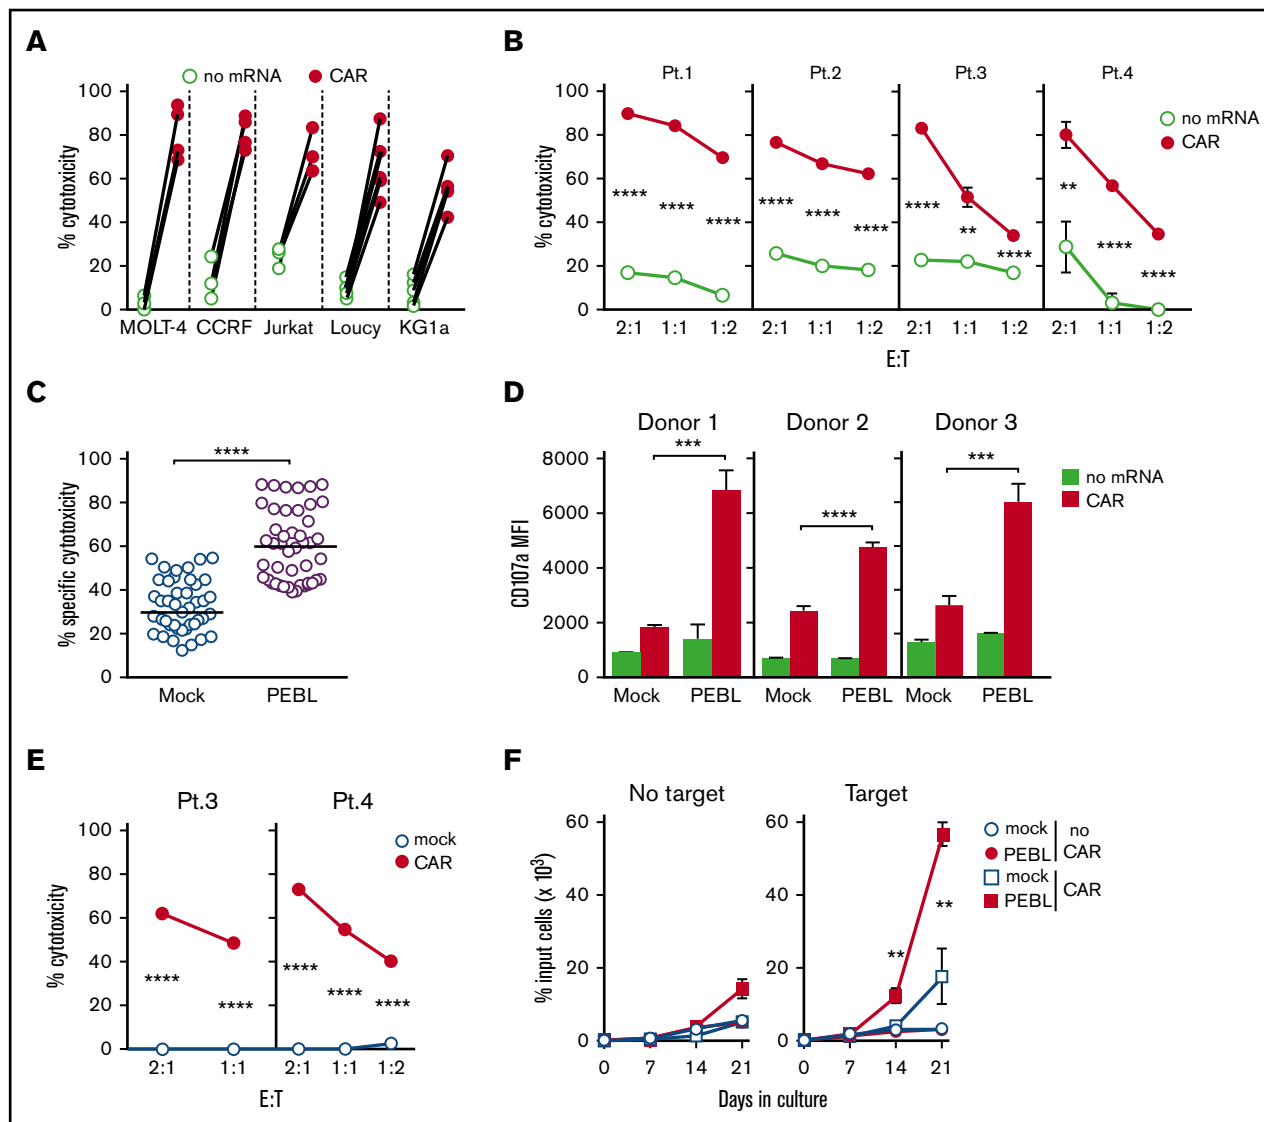 A
no mRNA CAR
% cytotoxicity
100
80
60
40
20
0
MOLT-4 CCRF Jurkat Loucy KG1a
B
Pt.1 Pt.2 Pt.3 Pt.4
no mRNA
CAR
% cytotoxicity
100
80
60
40
20
0
**** **** ****
**** **** ****
**** ** ****
** **** ****
2:1 1:1 1:2 2:1 1:1 1:2 2:1 1:1 1:2 2:1 1:1 1:2
E:T
C
% specific cytotoxicity
100
80
60
40
20
0
****
Mock PEBL
D
Donor 1 Donor 2 Donor 3
no mRNA
CAR
CD107a MFI
8000
6000
4000
2000
0
*** **** ***
Mock PEBL Mock PEBL Mock PEBL
E
Pt.3 Pt.4
mock
CAR
% cytotoxicity
100
80
60
40
20
0
**** ****
**** **** ****
2:1 1:1 2:1 1:1 1:2
E:T
F
No target Target
mock no
PEBL CAR
mock
PEBL CAR
% input cells (x 10³)
60
40
20
0
60
40
20
0
** **
0 7 14 21 0 7 14 21
Days in culture